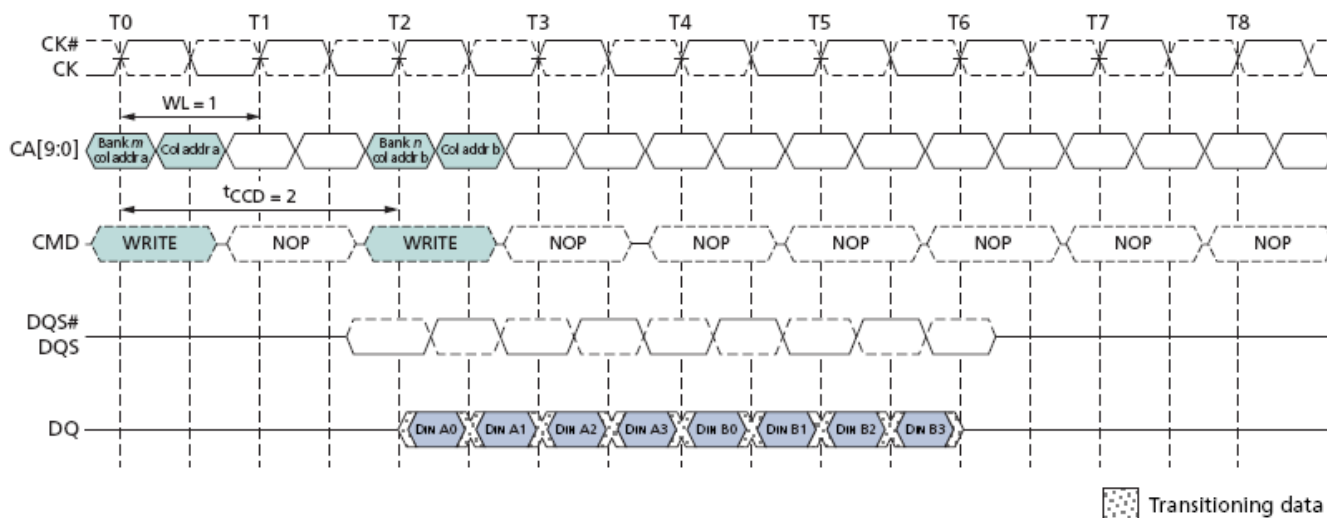 T0 T1 T2 T3 T4 T5 T6 T7 T8
CK#
CK
WL = 1
CA[9:0]
Bank m
col addr a
Col addr a
Bank n
col addr b
Col addr b
tCCD = 2
CMD
WRITE NOP WRITE NOP NOP NOP NOP NOP NOP
DQS#
DQS
DQ
DIN A0 DIN A1 DIN A2 DIN A3 DIN B0 DIN B1 DIN B2 DIN B3
Transitioning data